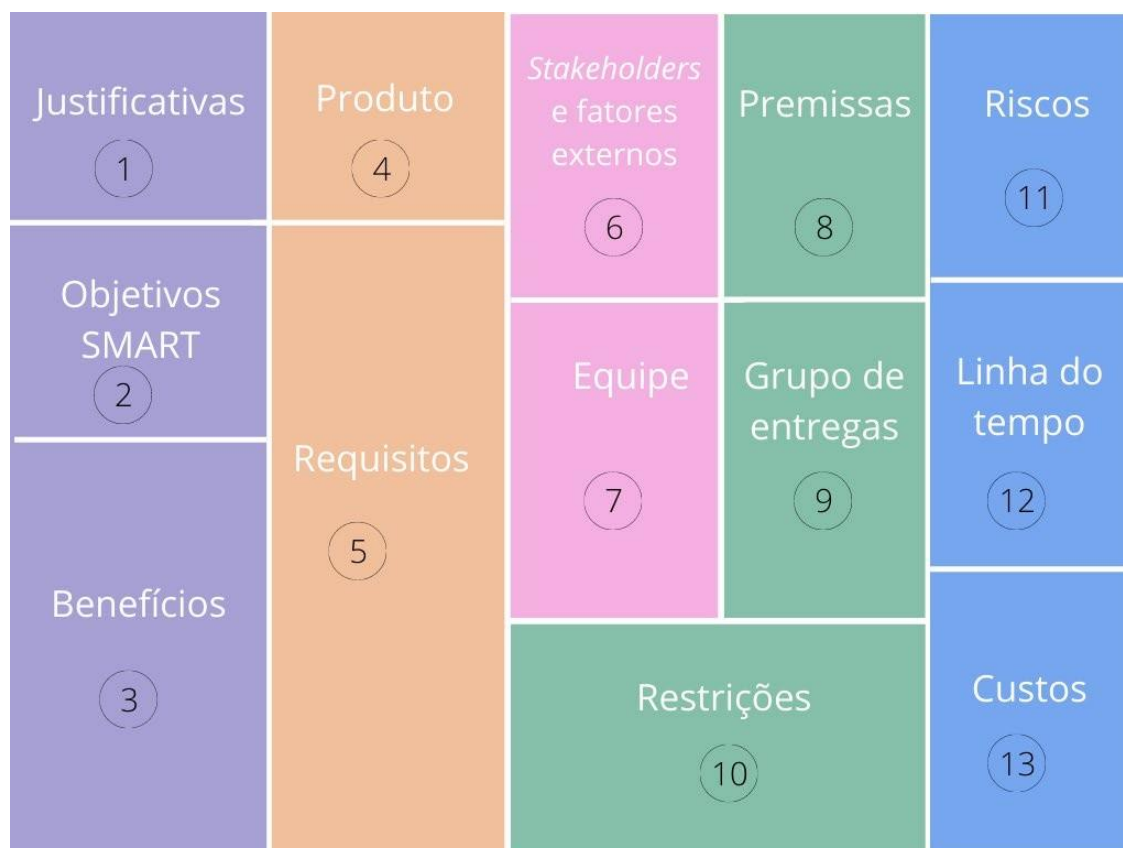 Justificativas
1
Objetivos
SMART
2
Benefícios
3
Produto
4
Requisitos
5
Stakeholders
e fatores
externos
6
Equipe
7
Premissas
8
Grupo de
entregas
9
Restrições
10
Riscos
11
Linha do
tempo
12
Custos
13